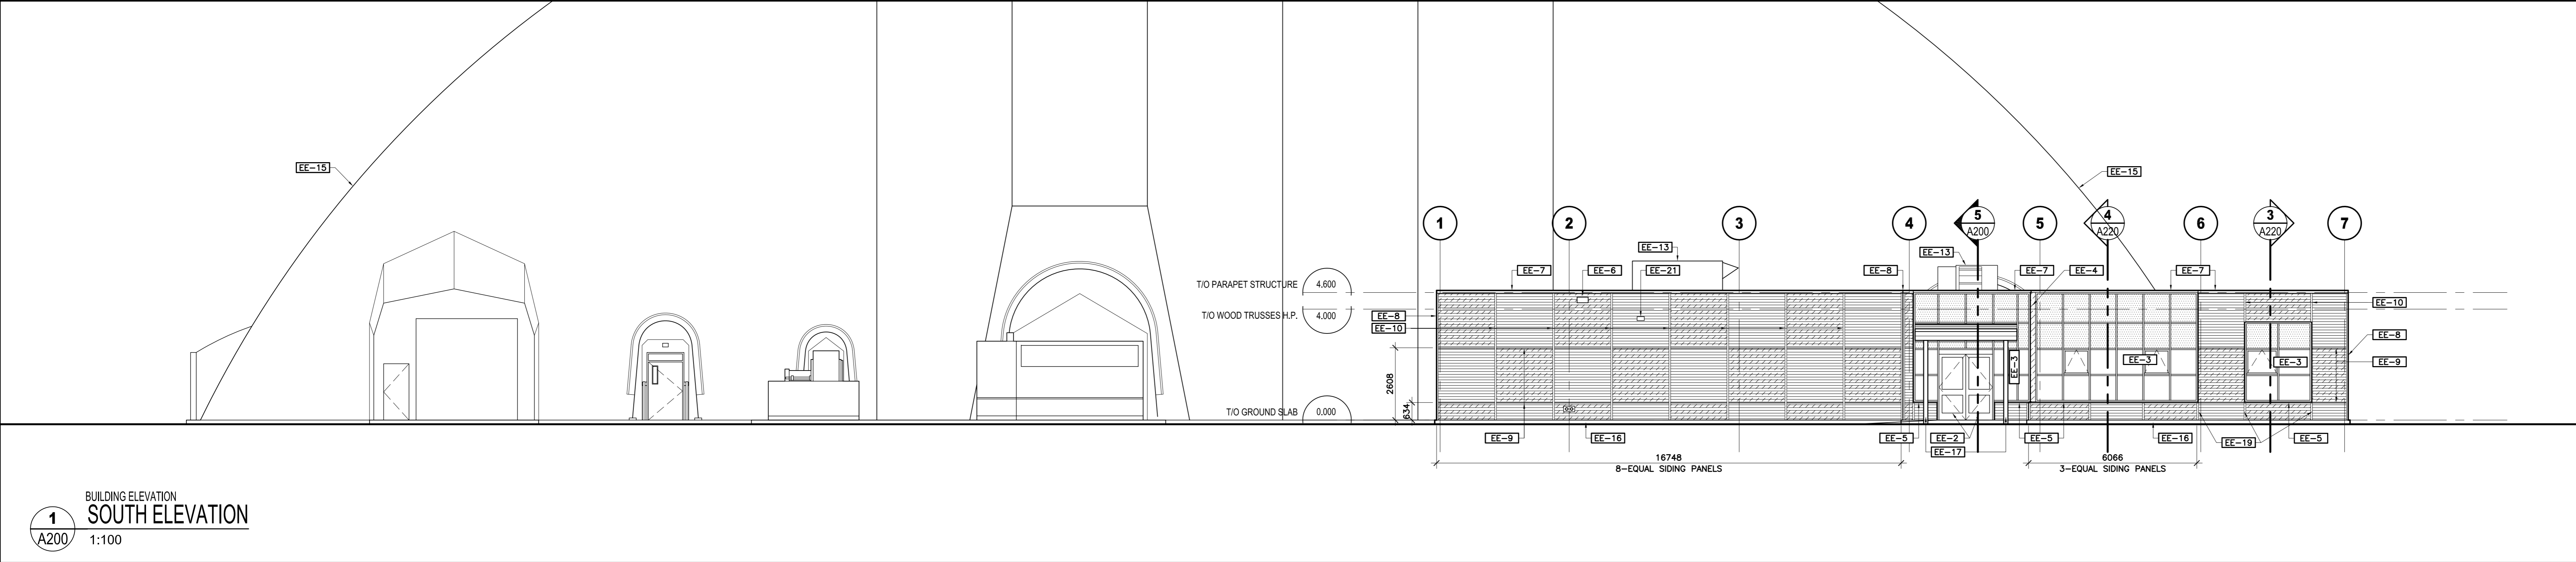 EE-15
EE-15
1
2
3
4
5
A200
5
4
A220
6
3
A220
7
EE-13
EE-13
EE-7
EE-6
EE-21
EE-8
EE-7
EE-4
EE-7
T/O PARAPET STRUCTURE 4.600
T/O WOOD TRUSSES H.P. 4.000
EE-8
EE-10
EE-10
EE-8
EE-9
EE-3
EE-3
EE-3
2608
634
T/O GROUND SLAB 0.000
EE-9
EE-16
EE-5
EE-2
EE-5
EE-16
EE-19
EE-5
EE-17
16748
8-EQUAL SIDING PANELS
6066
3-EQUAL SIDING PANELS
BUILDING ELEVATION
1
SOUTH ELEVATION
A200
1:100